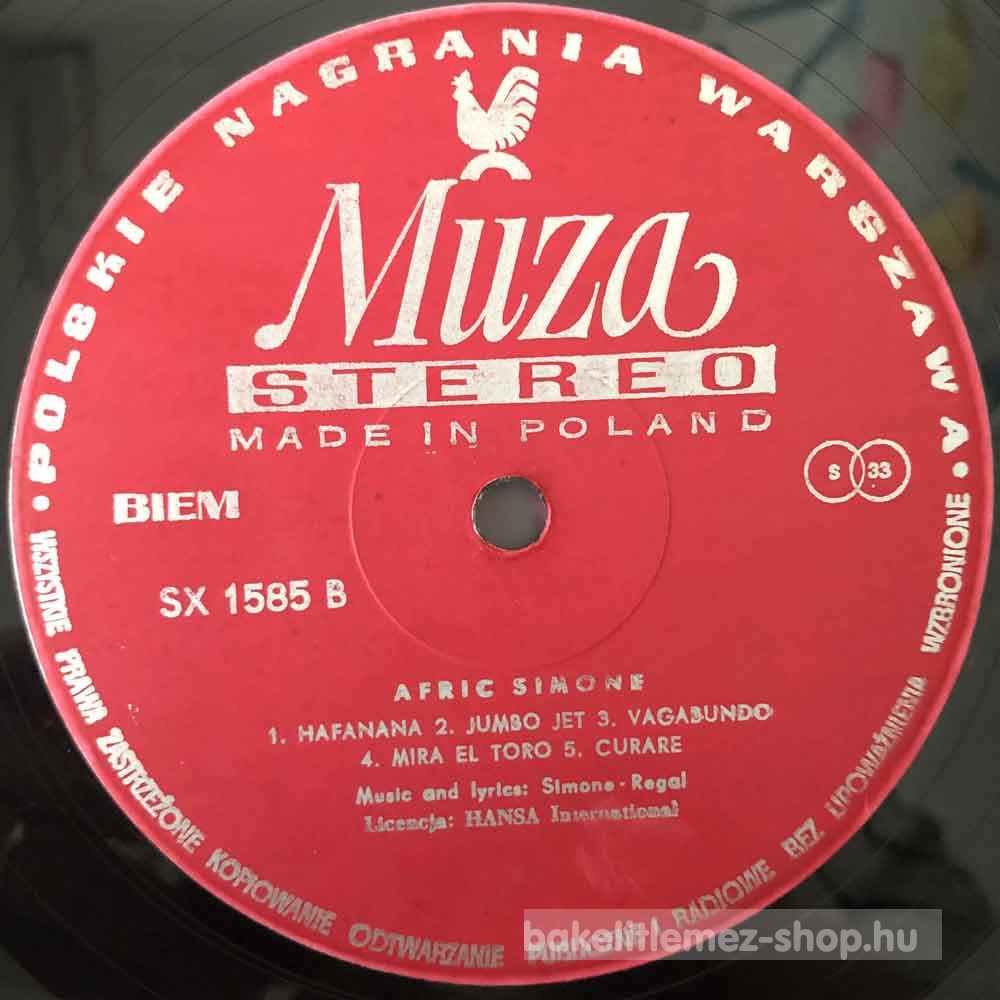 • POLSKIE NAGRANIA WARSZAWA •
Muza
STEREO
MADE IN POLAND
BIEM
S 33
SX 1585 B
AFRIC SIMONE
1. HAFANANA 2. JUMBO JET 3. VAGABUNDO
4. MIRA EL TORO 5. CURARE
Music and lyrics: Simone - Regal
Licencja: HANSA International
WSZYSTKIE PRAWA ZASTRZEŻONE KOPIOWANIE ODTWARZANIE RADIOWE BEZ UPOWAŻNIENIA WZBRONIONE
bakelitlemez-shop.hu